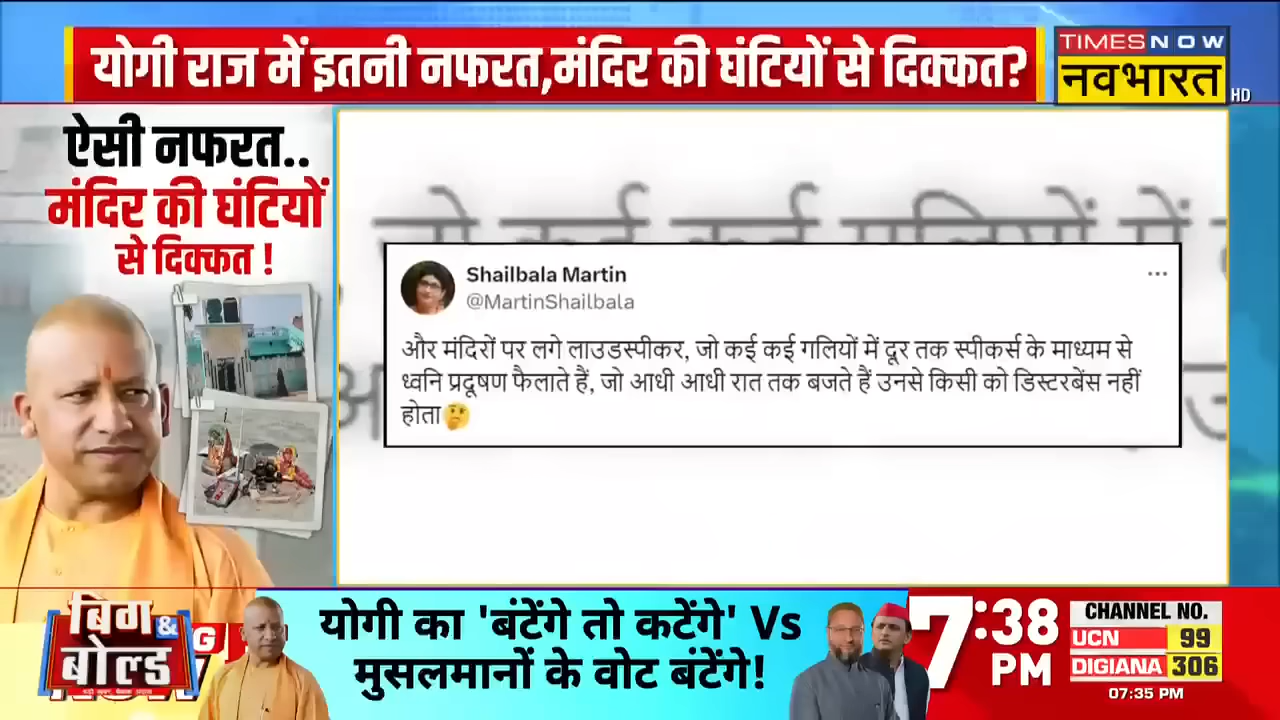 योगी राज में इतनी नफरत,मंदिर की घंटियों से दिक्कत?
TIMES NOW
नवभारत
HD
ऐसी नफरत..
मंदिर की घंटियों
से दिक्कत !
Shailbala Martin
@MartinShailbala
और मंदिरों पर लगे लाउडस्पीकर, जो कई कई गलियों में दूर तक स्पीकर्स के माध्यम से
ध्वनि प्रदूषण फैलाते हैं, जो आधी आधी रात तक बजते हैं उनसे किसी को डिस्टरबेंस नहीं
होता🤔
बिग &
बोल्ड
योगी का 'बंटेंगे तो कटेंगे' Vs
मुसलमानों के वोट बंटेंगे!
7:38
PM
CHANNEL NO.
UCN 99
DIGIANA 306
07:35 PM